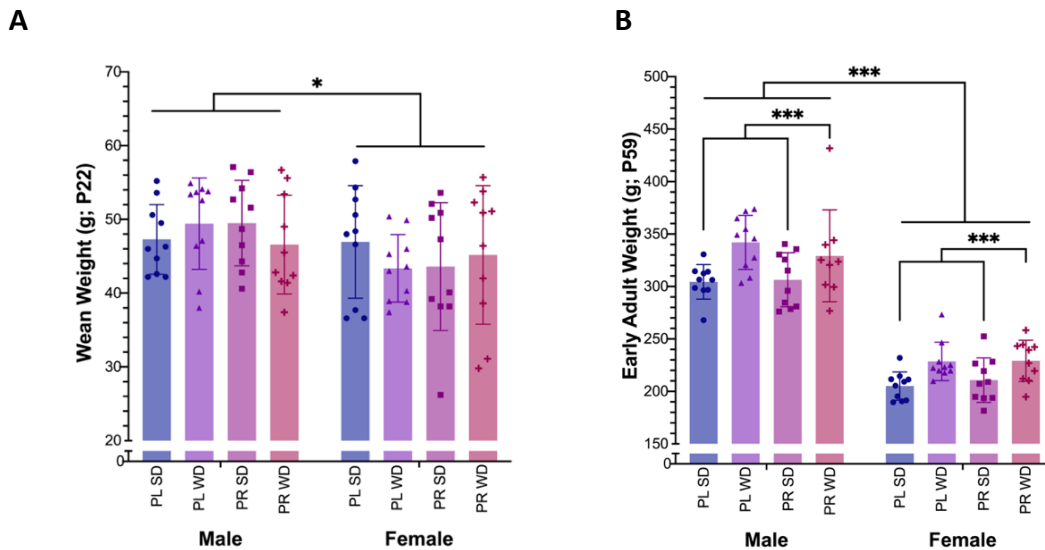 A
Wean Weight (g; P22)
70
60
50
40
30
20
0
*
PL SD
PL WD
PR SD
PR WD
PL SD
PL WD
PR SD
PR WD
Male
Female
B
Early Adult Weight (g; P59)
500
450
400
350
300
250
200
150
0
***
***
***
PL SD
PL WD
PR SD
PR WD
PL SD
PL WD
PR SD
PR WD
Male
Female